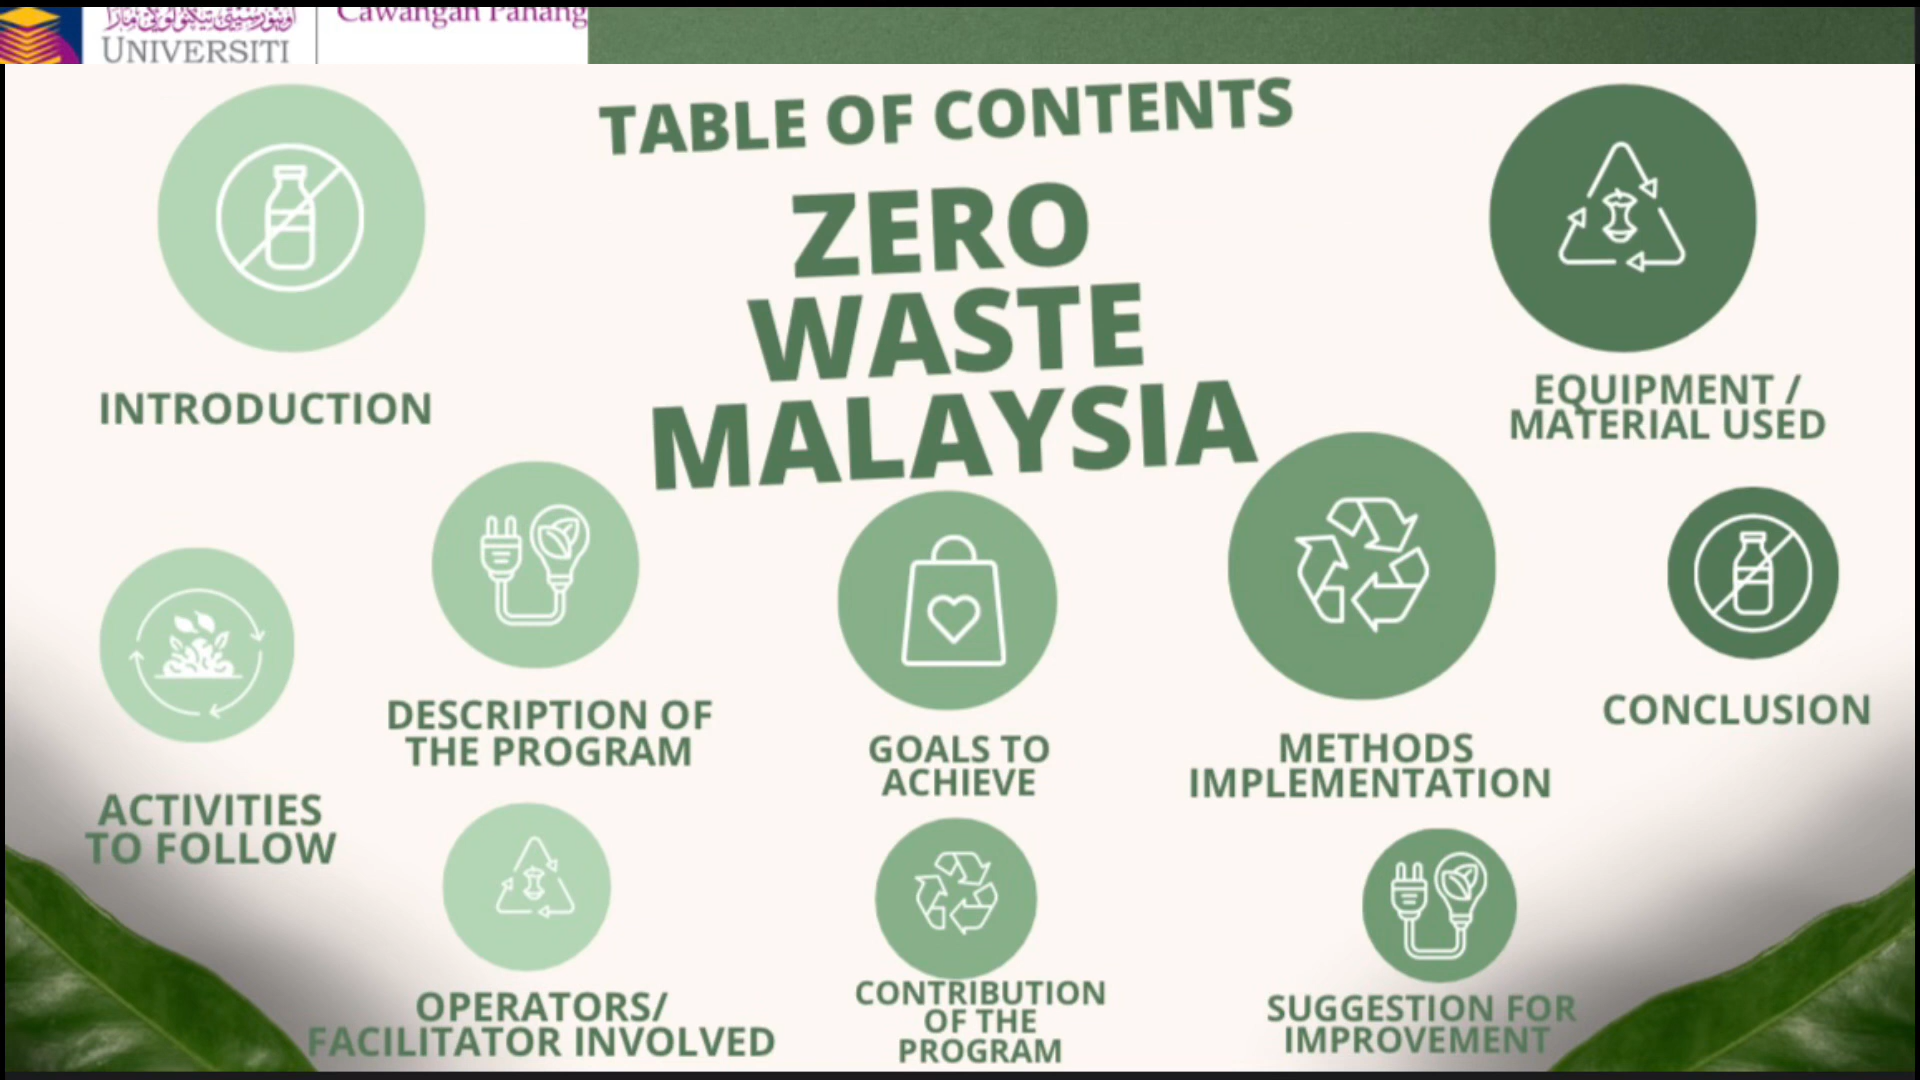 UNIVERSITI
Cawangan Pahang
TABLE OF CONTENTS
ZERO
WASTE
MALAYSIA
INTRODUCTION
EQUIPMENT /
MATERIAL USED
DESCRIPTION OF
THE PROGRAM
GOALS TO
ACHIEVE
METHODS
IMPLEMENTATION
CONCLUSION
ACTIVITIES
TO FOLLOW
OPERATORS/
FACILITATOR INVOLVED
CONTRIBUTION
OF THE
PROGRAM
SUGGESTION FOR
IMPROVEMENT